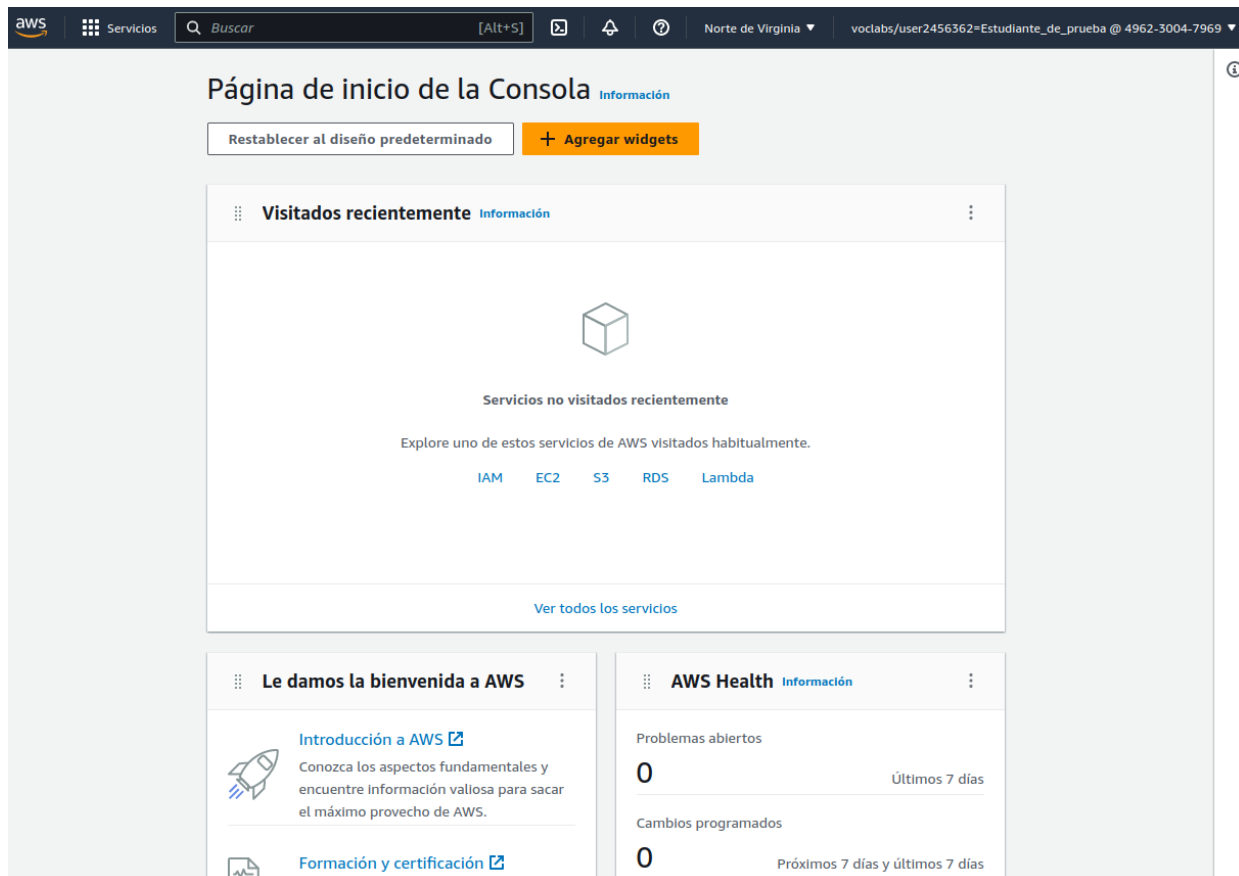 aws Servicios Buscar [Alt+S] Norte de Virginia voclabs/user2456362=Estudiante_de_prueba @ 4962-3004-7969
Página de inicio de la Consola Información
Restablecer al diseño predeterminado + Agregar widgets
Visitados recientemente Información
Servicios no visitados recientemente
Explore uno de estos servicios de AWS visitados habitualmente.
IAM EC2 S3 RDS Lambda
Ver todos los servicios
Le damos la bienvenida a AWS
Introducción a AWS
Conozca los aspectos fundamentales y
encuentre información valiosa para sacar
el máximo provecho de AWS.
Formación y certificación
AWS Health Información
Problemas abiertos
0 Últimos 7 días
Cambios programados
0 Próximos 7 días y últimos 7 días